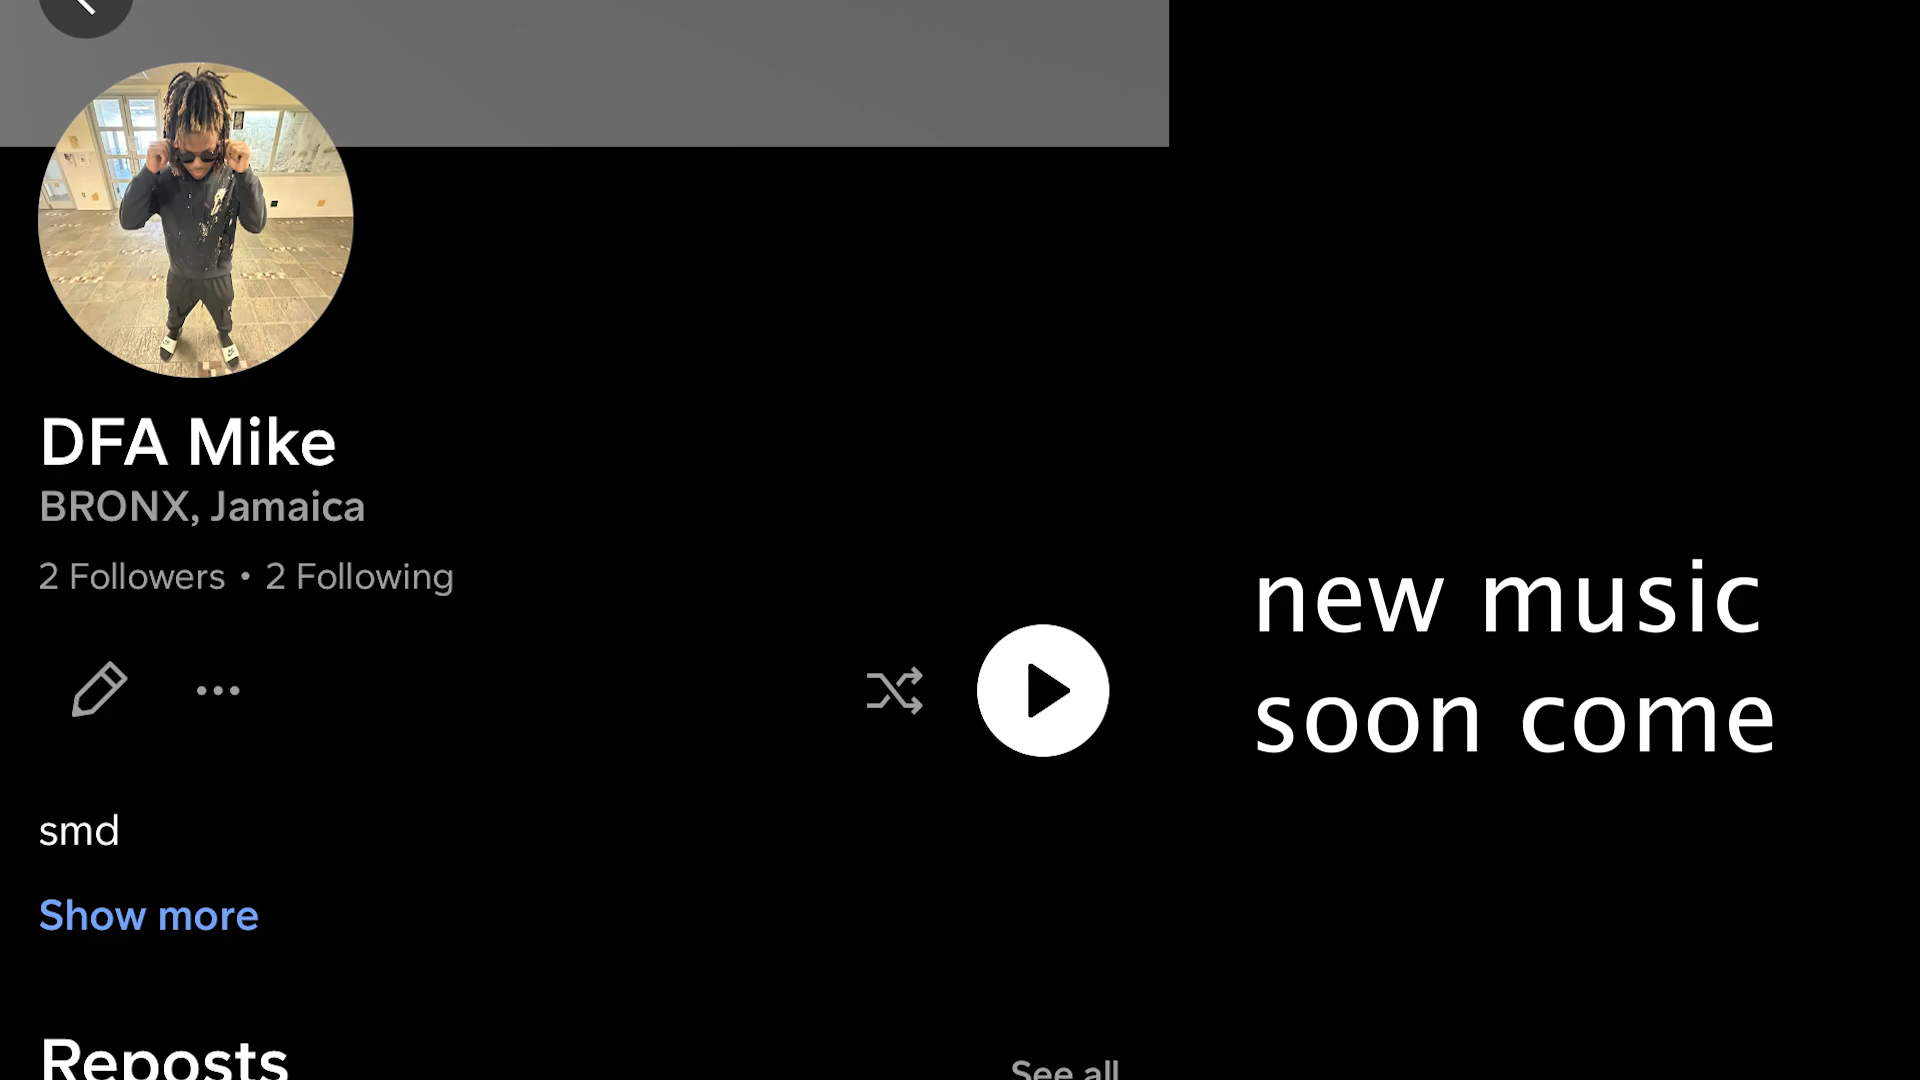 DFA Mike
BRONX, Jamaica
2 Followers • 2 Following
smd
Show more
Reposts
See all
new music
soon come